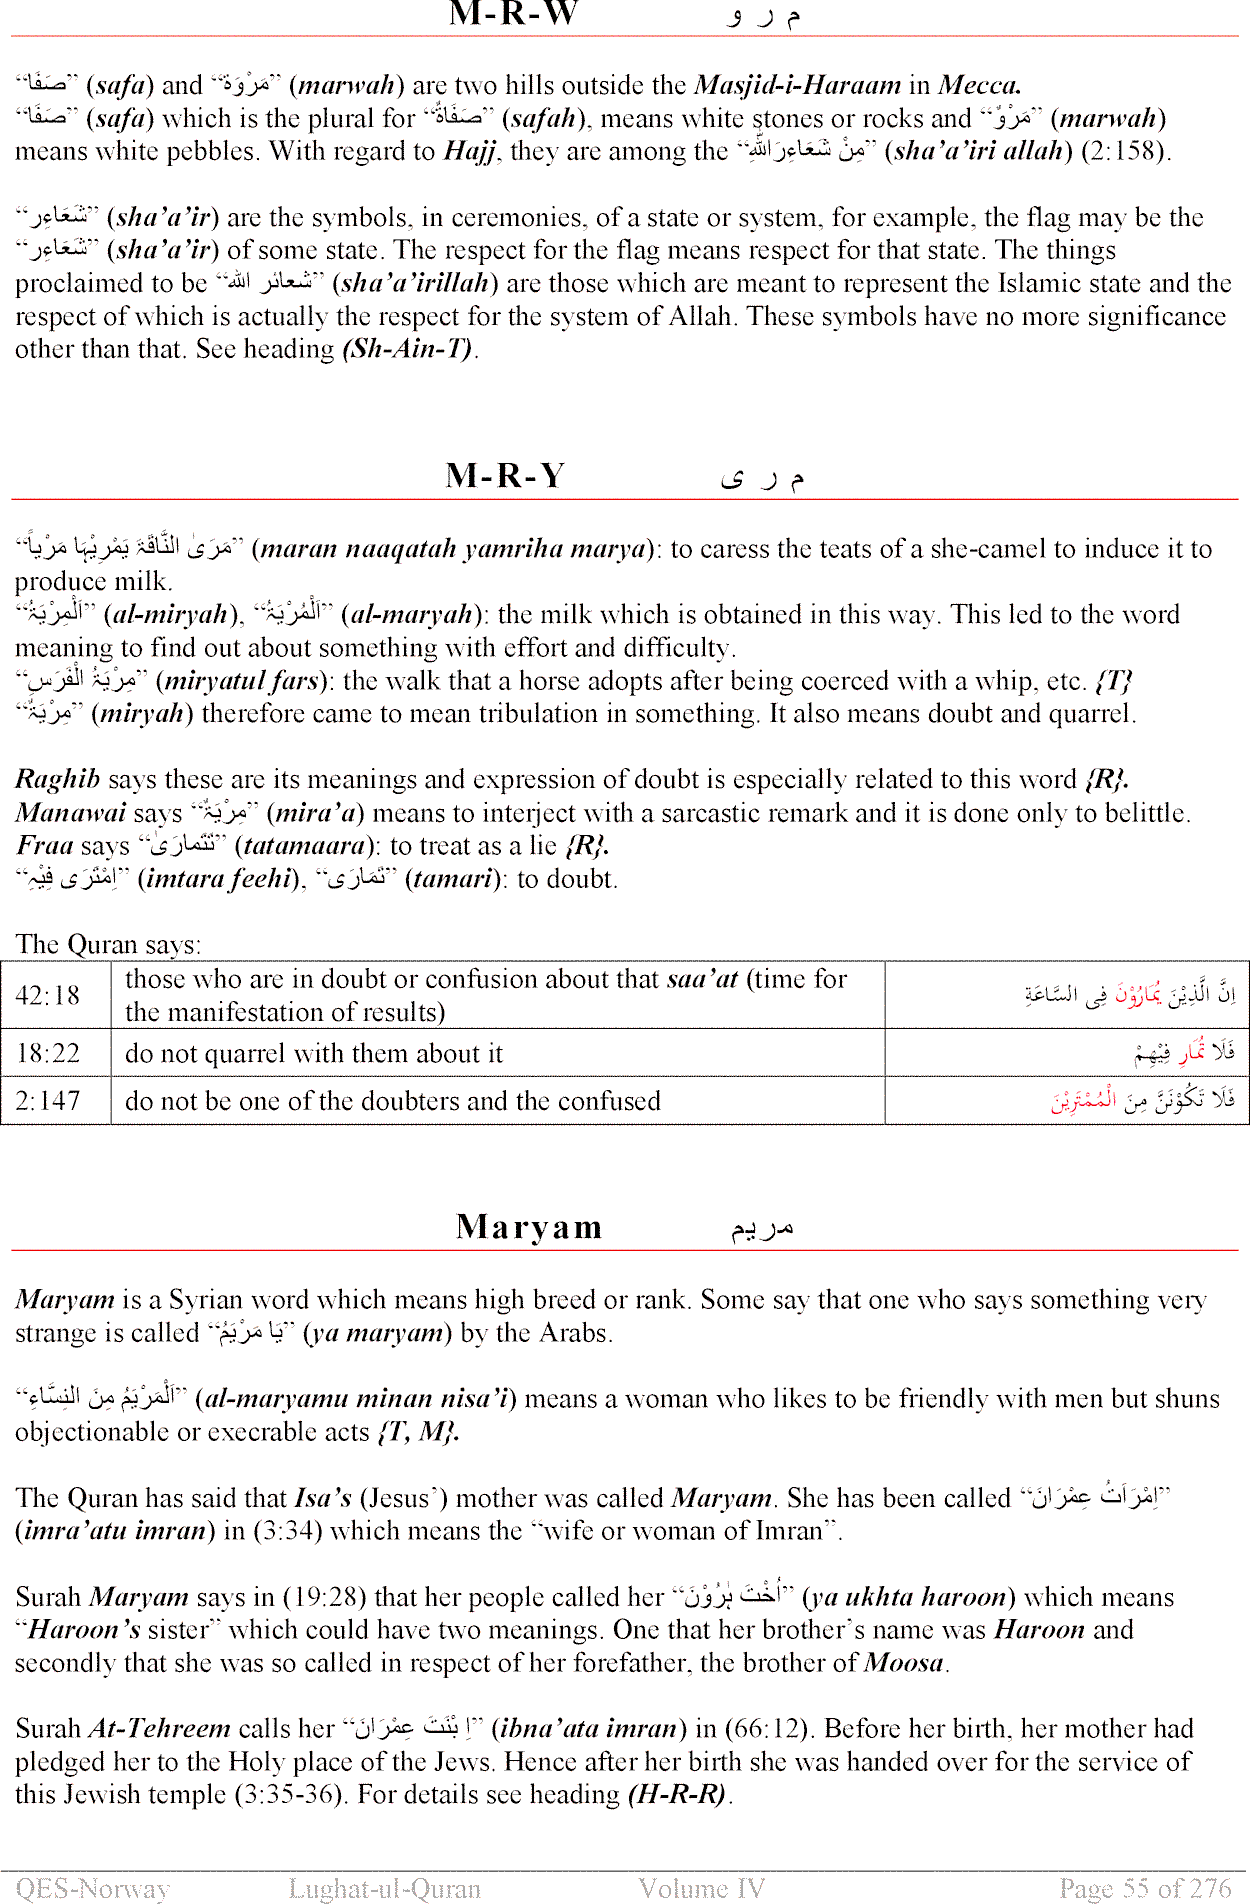 M-R-W م ر و
“صَفَا” (safa) and “مَرْوَة” (marwah) are two hills outside the Masjid-i-Haraam in Mecca.
“صَفَا” (safa) which is the plural for “صَفَاةٌ” (safah), means white stones or rocks and “مَرْوٌ” (marwah)
means white pebbles. With regard to Hajj, they are among the “مِنْ شَعَاءِرَاللّٰهِ” (sha’a’iri allah) (2:158).
“شَعَاءِر” (sha’a’ir) are the symbols, in ceremonies, of a state or system, for example, the flag may be the
“شَعَاءِر” (sha’a’ir) of some state. The respect for the flag means respect for that state. The things
proclaimed to be “شعائر الله” (sha’a’irillah) are those which are meant to represent the Islamic state and the
respect of which is actually the respect for the system of Allah. These symbols have no more significance
other than that. See heading (Sh-Ain-T).
M-R-Y م ر ی
“مَرَیٰ النَّاقَۃَ یَمْرِیْہَا مَرْیاً” (maran naaqatah yamriha marya): to caress the teats of a she-camel to induce it to
produce milk.
“اَلْمِرْیَۃُ” (al-miryah), “اَلْمُرْیَۃُ” (al-maryah): the milk which is obtained in this way. This led to the word
meaning to find out about something with effort and difficulty.
“مِرْیَۃُ الْفَرَسِ” (miryatul fars): the walk that a horse adopts after being coerced with a whip, etc. {T}
“مِرْیَۃٌ” (miryah) therefore came to mean tribulation in something. It also means doubt and quarrel.
Raghib says these are its meanings and expression of doubt is especially related to this word {R}.
Manawai says “مِرْیَۃٌ” (mira’a) means to interject with a sarcastic remark and it is done only to belittle.
Fraa says “تَتَمارَیٰ” (tatamaara): to treat as a lie {R}.
“اِمْتَرَی فِیْہِ” (imtara feehi), “تَمَارَی” (tamari): to doubt.
The Quran says:
42:18 those who are in doubt or confusion about that saa’at (time for اِنَّ الَّذِیْنَ یُمَارُوْنَ فِی السَّاعَۃِ
the manifestation of results)
18:22 do not quarrel with them about it فَلَا تُمَارِ فِیْهِمْ
2:147 do not be one of the doubters and the confused فَلَا تَکُوْنَنَّ مِنَ الْمُمْتَرِیْنَ
Maryam مریم
Maryam is a Syrian word which means high breed or rank. Some say that one who says something very
strange is called “یَا مَرْیَمُ” (ya maryam) by the Arabs.
“اَلْمَرْیَمُ مِنَ النِسَّاءِ” (al-maryamu minan nisa’i) means a woman who likes to be friendly with men but shuns
objectionable or execrable acts {T, M}.
The Quran has said that Isa’s (Jesus’) mother was called Maryam. She has been called “اِمْرَاَتُ عِمْرَانَ”
(imra’atu imran) in (3:34) which means the “wife or woman of Imran”.
Surah Maryam says in (19:28) that her people called her “اُخْتَ ہٰرُوْنَ” (ya ukhta haroon) which means
“Haroon’s sister” which could have two meanings. One that her brother’s name was Haroon and
secondly that she was so called in respect of her forefather, the brother of Moosa.
Surah At-Tehreem calls her “اِ بْنَتَ عِمْرَانَ” (ibna’ata imran) in (66:12). Before her birth, her mother had
pledged her to the Holy place of the Jews. Hence after her birth she was handed over for the service of
this Jewish temple (3:35-36). For details see heading (H-R-R).
QES-Norway Lughat-ul-Quran Volume IV Page 55 of 276